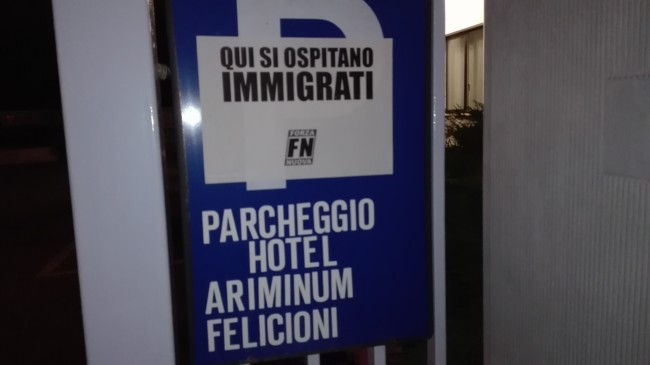 QUI SI OSPITANO
IMMIGRATI
FORZA
FN
NUOVA
PARCHEGGIO
HOTEL
ARIMINUM
FELICIONI